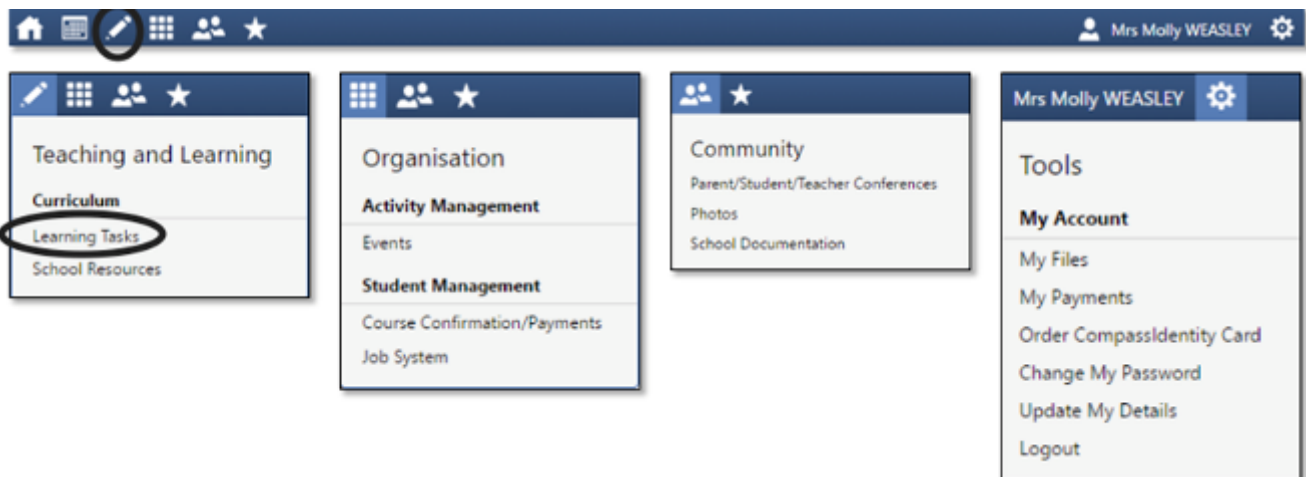 Mrs Molly WEASLEY
Teaching and Learning
Curriculum
Learning Tasks
School Resources
Organisation
Activity Management
Events
Student Management
Course Confirmation/Payments
Job System
Community
Parent/Student/Teacher Conferences
Photos
School Documentation
Mrs Molly WEASLEY
Tools
My Account
My Files
My Payments
Order CompassIdentity Card
Change My Password
Update My Details
Logout